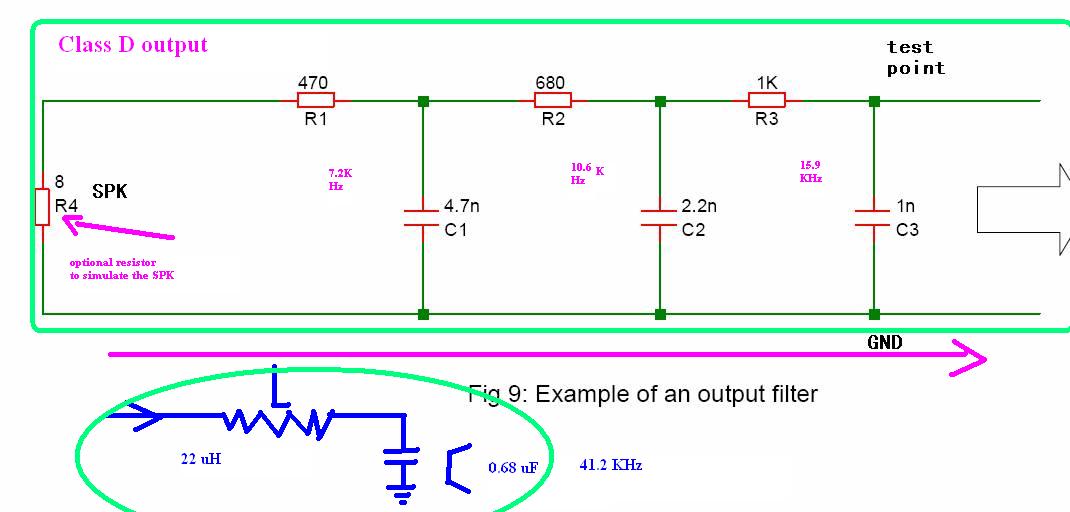 Class D output
test
point
470
R1
680
R2
1K
R3
7.2K
Hz
10.6 K
Hz
15.9
KHz
8
R4
SPK
4.7n
C1
2.2n
C2
1n
C3
optional resistor
to simulate the SPK
GND
Fig 9: Example of an output filter
L
22 uH
C
0.68 uF
41.2 KHz